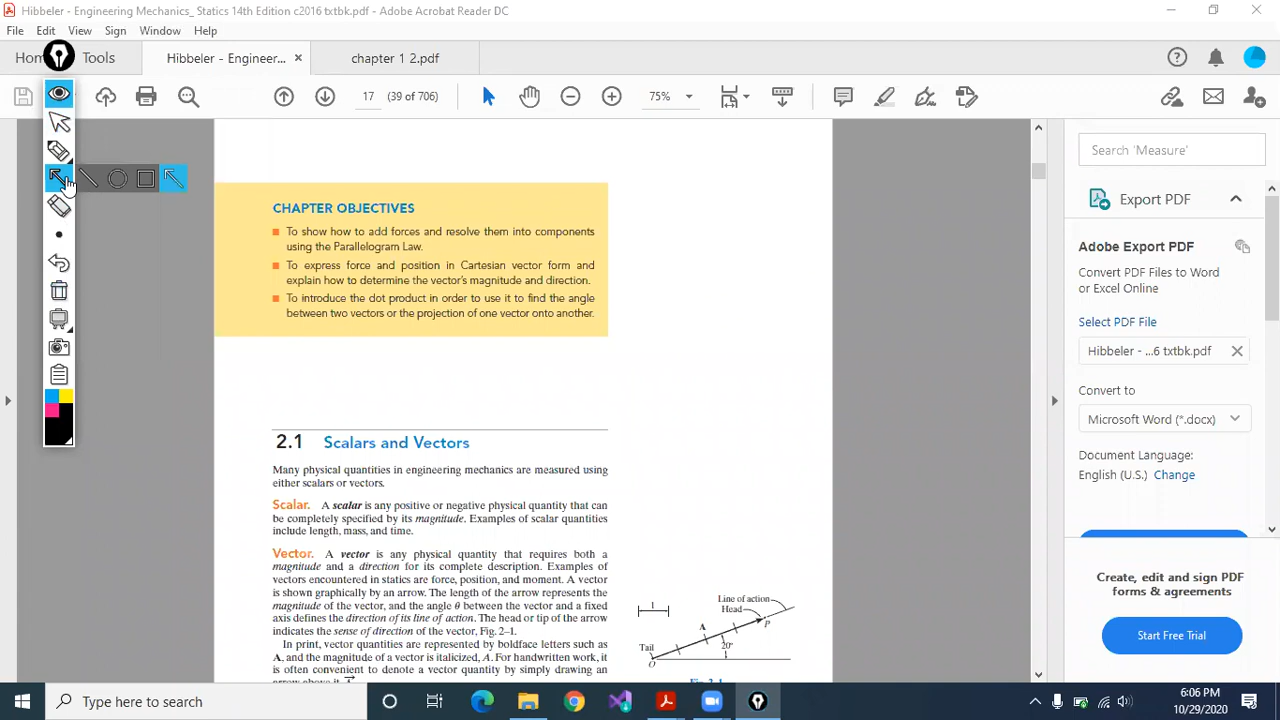 Hibbeler - Engineering Mechanics_ Statics 14th Edition c2016 txtbk.pdf - Adobe Acrobat Reader DC
File Edit View Sign Window Help
Hom Tools Hibbeler - Engineer... × chapter 1 2.pdf
17 (39 of 706) 75%
Search 'Measure'
Export PDF
Adobe Export PDF
Convert PDF Files to Word
or Excel Online
Select PDF File
Hibbeler - ...6 txtbk.pdf
Convert to
Microsoft Word (*.docx)
Document Language:
English (U.S.) Change
Create, edit and sign PDF
forms & agreements
Start Free Trial
CHAPTER OBJECTIVES
■ To show how to add forces and resolve them into components
using the Parallelogram Law.
■ To express force and position in Cartesian vector form and
explain how to determine the vector's magnitude and direction.
■ To introduce the dot product in order to use it to find the angle
between two vectors or the projection of one vector onto another.
2.1 Scalars and Vectors
Many physical quantities in engineering mechanics are measured using
either scalars or vectors.
Scalar. A scalar is any positive or negative physical quantity that can
be completely specified by its magnitude. Examples of scalar quantities
include length, mass, and time.
Vector. A vector is any physical quantity that requires both a
magnitude and a direction for its complete description. Examples of
vectors encountered in statics are force, position, and moment. A vector
is shown graphically by an arrow. The length of the arrow represents the
magnitude of the vector, and the angle θ between the vector and a fixed
axis defines the direction of its line of action. The head or tip of the arrow
indicates the sense of direction of the vector, Fig. 2–1.
In print, vector quantities are represented by boldface letters such as
A, and the magnitude of a vector is italicized, A. For handwritten work, it
is often convenient to denote a vector quantity by simply drawing an
arrow above it
1
Line of action
Head
P
A
Tail
20°
O
Type here to search
6:06 PM
10/29/2020